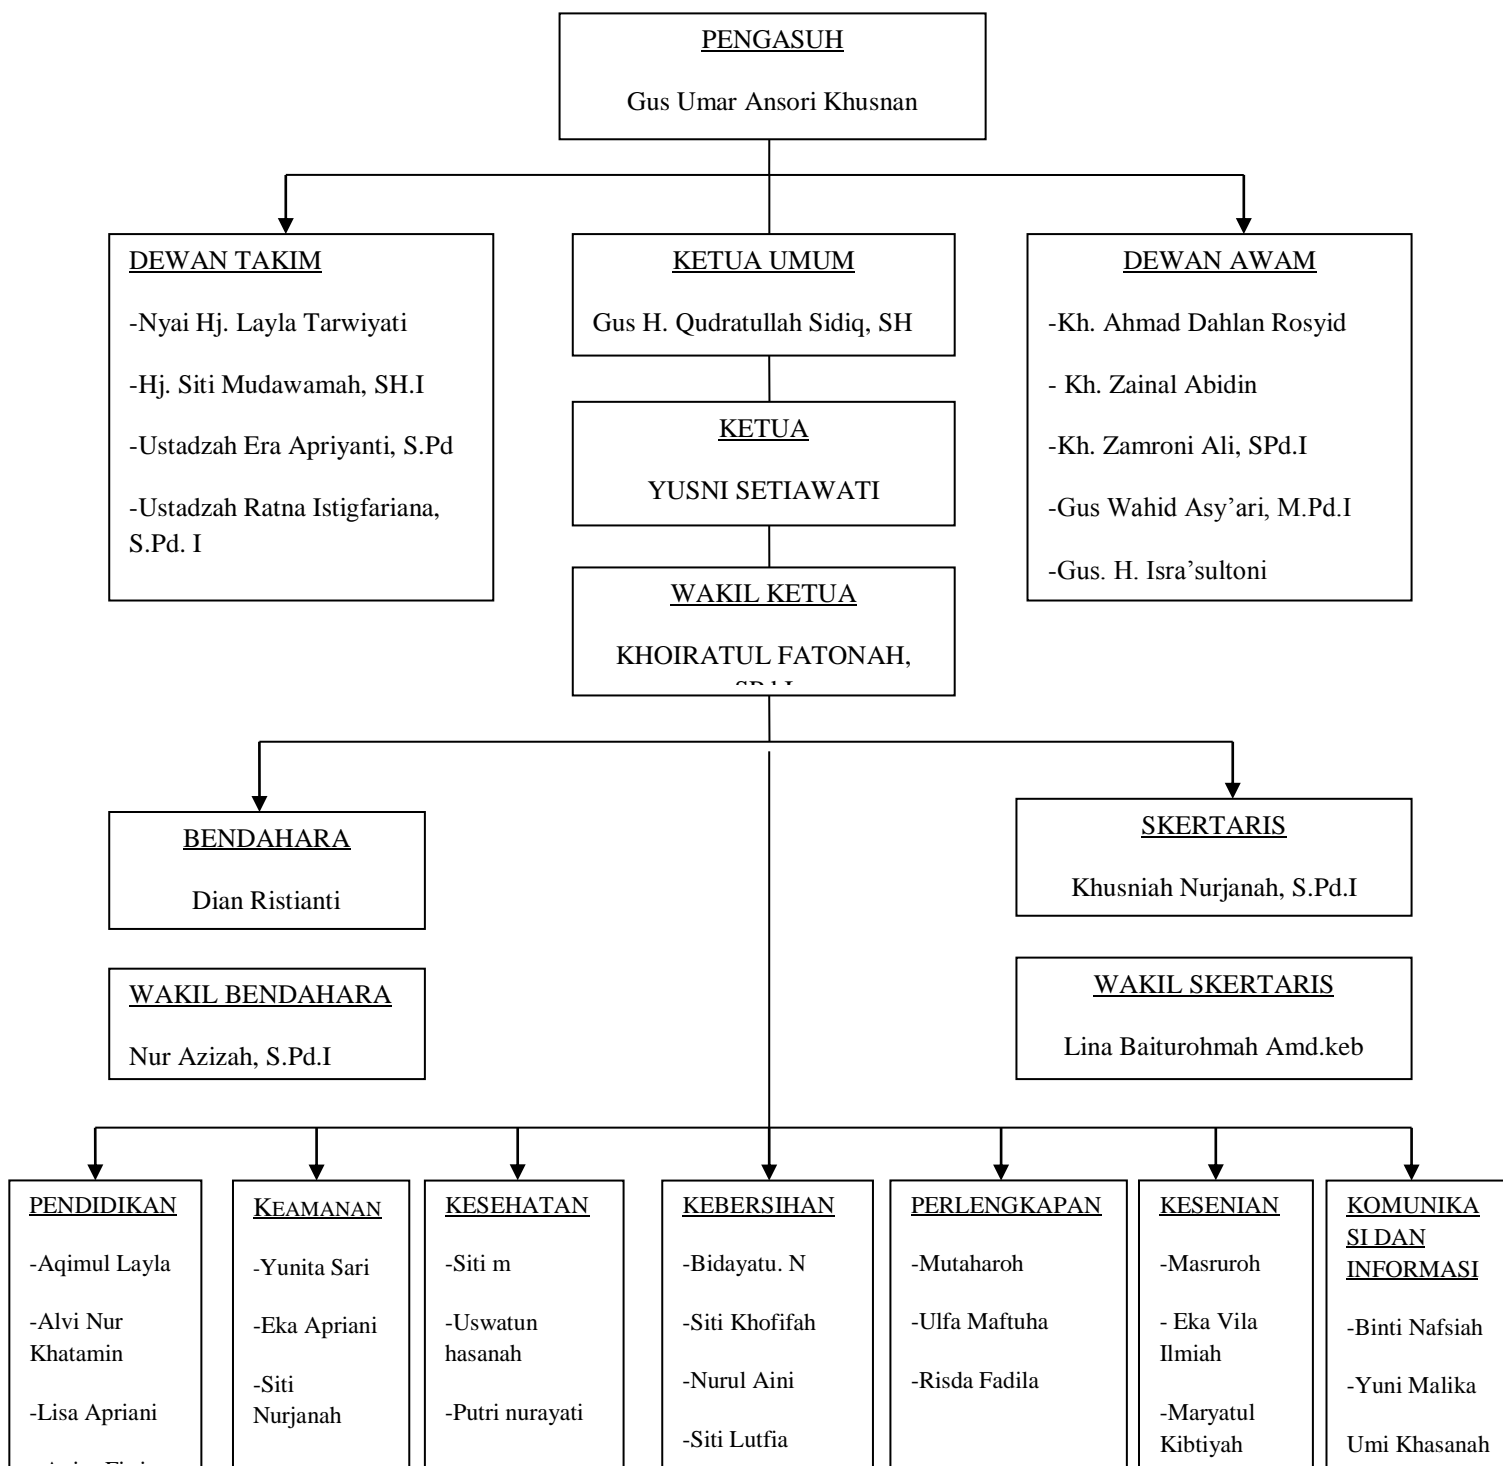 PENGASUH
Gus Umar Ansori Khusnan
DEWAN TAKIM
-Nyai Hj. Layla Tarwiyati
-Hj. Siti Mudawamah, SH.I
-Ustadzah Era Apriyanti, S.Pd
-Ustadzah Ratna Istigfariana,
S.Pd. I
KETUA UMUM
Gus H. Qudratullah Sidiq, SH
DEWAN AWAM
-Kh. Ahmad Dahlan Rosyid
- Kh. Zainal Abidin
-Kh. Zamroni Ali, SPd.I
-Gus Wahid Asy’ari, M.Pd.I
-Gus. H. Isra’sultoni
KETUA
YUSNI SETIAWATI
WAKIL KETUA
KHOIRATUL FATONAH,
BENDAHARA
Dian Ristianti
SKERTARIS
Khusniah Nurjanah, S.Pd.I
WAKIL BENDAHARA
Nur Azizah, S.Pd.I
WAKIL SKERTARIS
Lina Baiturohmah Amd.keb
PENDIDIKAN
-Aqimul Layla
-Alvi Nur
Khatamin
-Lisa Apriani
KEAMANAN
-Yunita Sari
-Eka Apriani
-Siti
Nurjanah
KESEHATAN
-Siti m
-Uswatun
hasanah
-Putri nurayati
KEBERSIHAN
-Bidayatu. N
-Siti Khofifah
-Nurul Aini
-Siti Lutfia
PERLENGKAPAN
-Mutaharoh
-Ulfa Maftuha
-Risda Fadila
KESENIAN
-Masruroh
- Eka Vila
Ilmiah
-Maryatul
Kibtiyah
KOMUNIKA
SI DAN
INFORMASI
-Binti Nafsiah
-Yuni Malika
Umi Khasanah